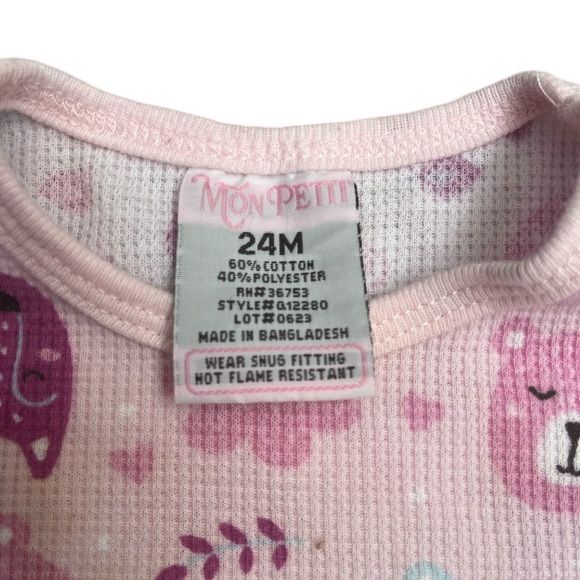 MON PETIT
24M
60% COTTON
40% POLYESTER
RN#36753
STYLE#Q12280
LOT#0623
MADE IN BANGLADESH
WEAR SNUG FITTING
NOT FLAME RESISTANT